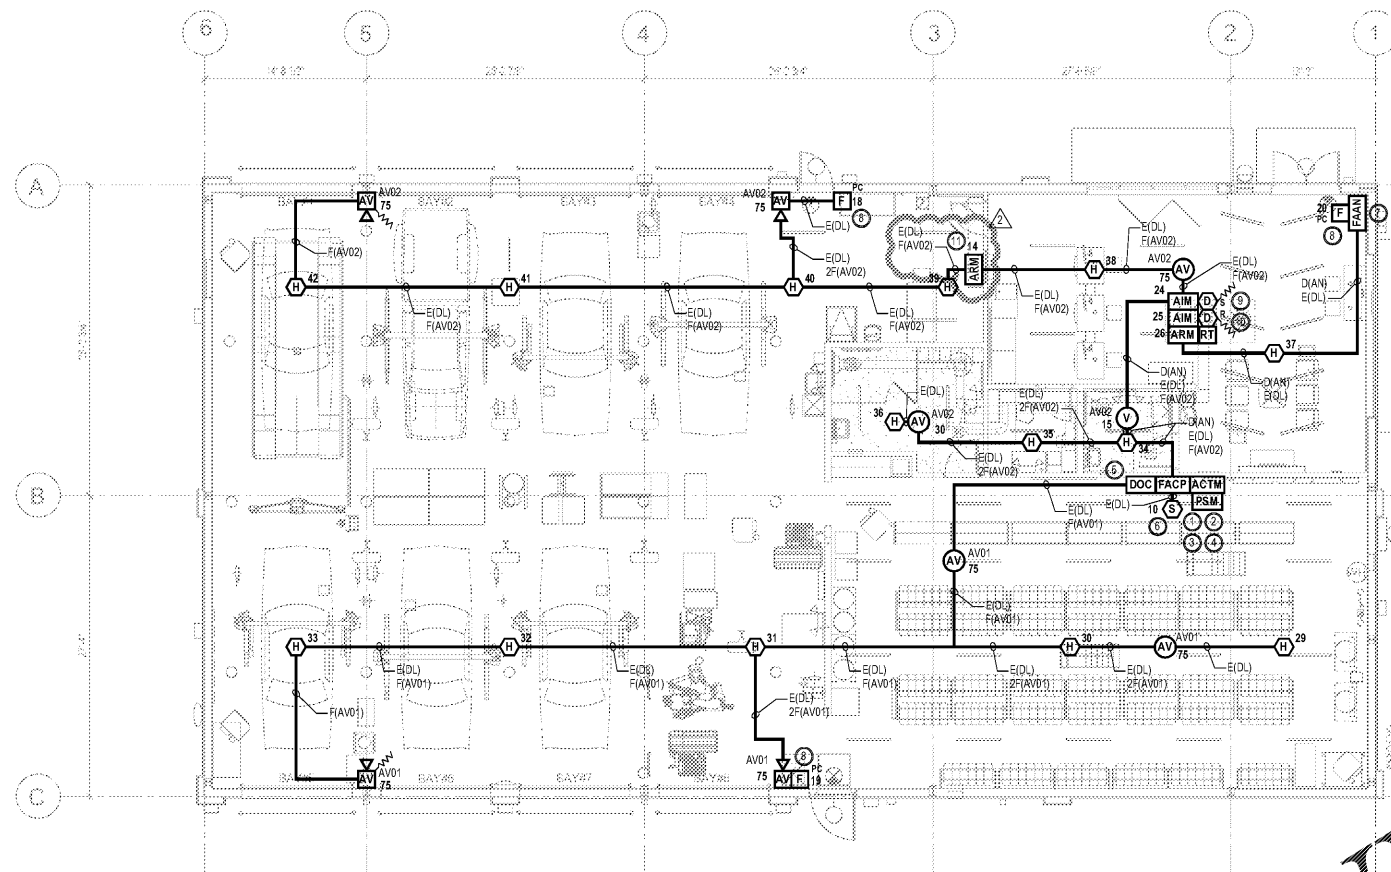 6
5
4
3
2
1
A
B
C
BAY#2
BAY#3
BAY#4
AV02
AV
75
F(AV02)
H
42
E(DL)
F(AV02)
H
41
E(DL)
F(AV02)
AV02
AV
75
E(DL)
PC
F
18
8
E(DL)
2F(AV02)
H
40
E(DL)
F(AV02)
H
39
E(DL)
F(AV02)
11
14
ARM
2
2
E(DL)
F(AV02)
H
38
E(DL)
F(AV02)
AV02
AV
75
E(DL)
F(AV02)
24
AIM
D
S
9
25
AIM
D
R
10
26
ARM
RT
20
PC
F
FAAN
7
8
D(AN)
E(DL)
H
37
D(AN)
E(DL)
D(AN)
E(DL)
F(AV02)
AV02
V
15
D(AN)
E(DL)
F(AV02)
H
34
E(DL)
2F(AV02)
H
35
E(DL)
36
H
AV
AV02
30
E(DL)
2F(AV02)
5
DOC
FACP
ACTM
PSM
E(DL)
10
S
6
1
2
3
4
E(DL)
F(AV01)
AV
AV01
75
E(DL)
F(AV01)
H
33
E(DL)
F(AV01)
H
32
E(DL)
F(AV01)
H
31
E(DL)
F(AV01)
E(DL)
2F(AV01)
H
30
E(DL)
2F(AV01)
AV01
AV
75
E(DL)
H
29
F(AV01)
AV
AV01
75
E(DL)
2F(AV01)
AV01
75
AV
F
PC
19
8
BAY#6
BAY#7
BAY#8